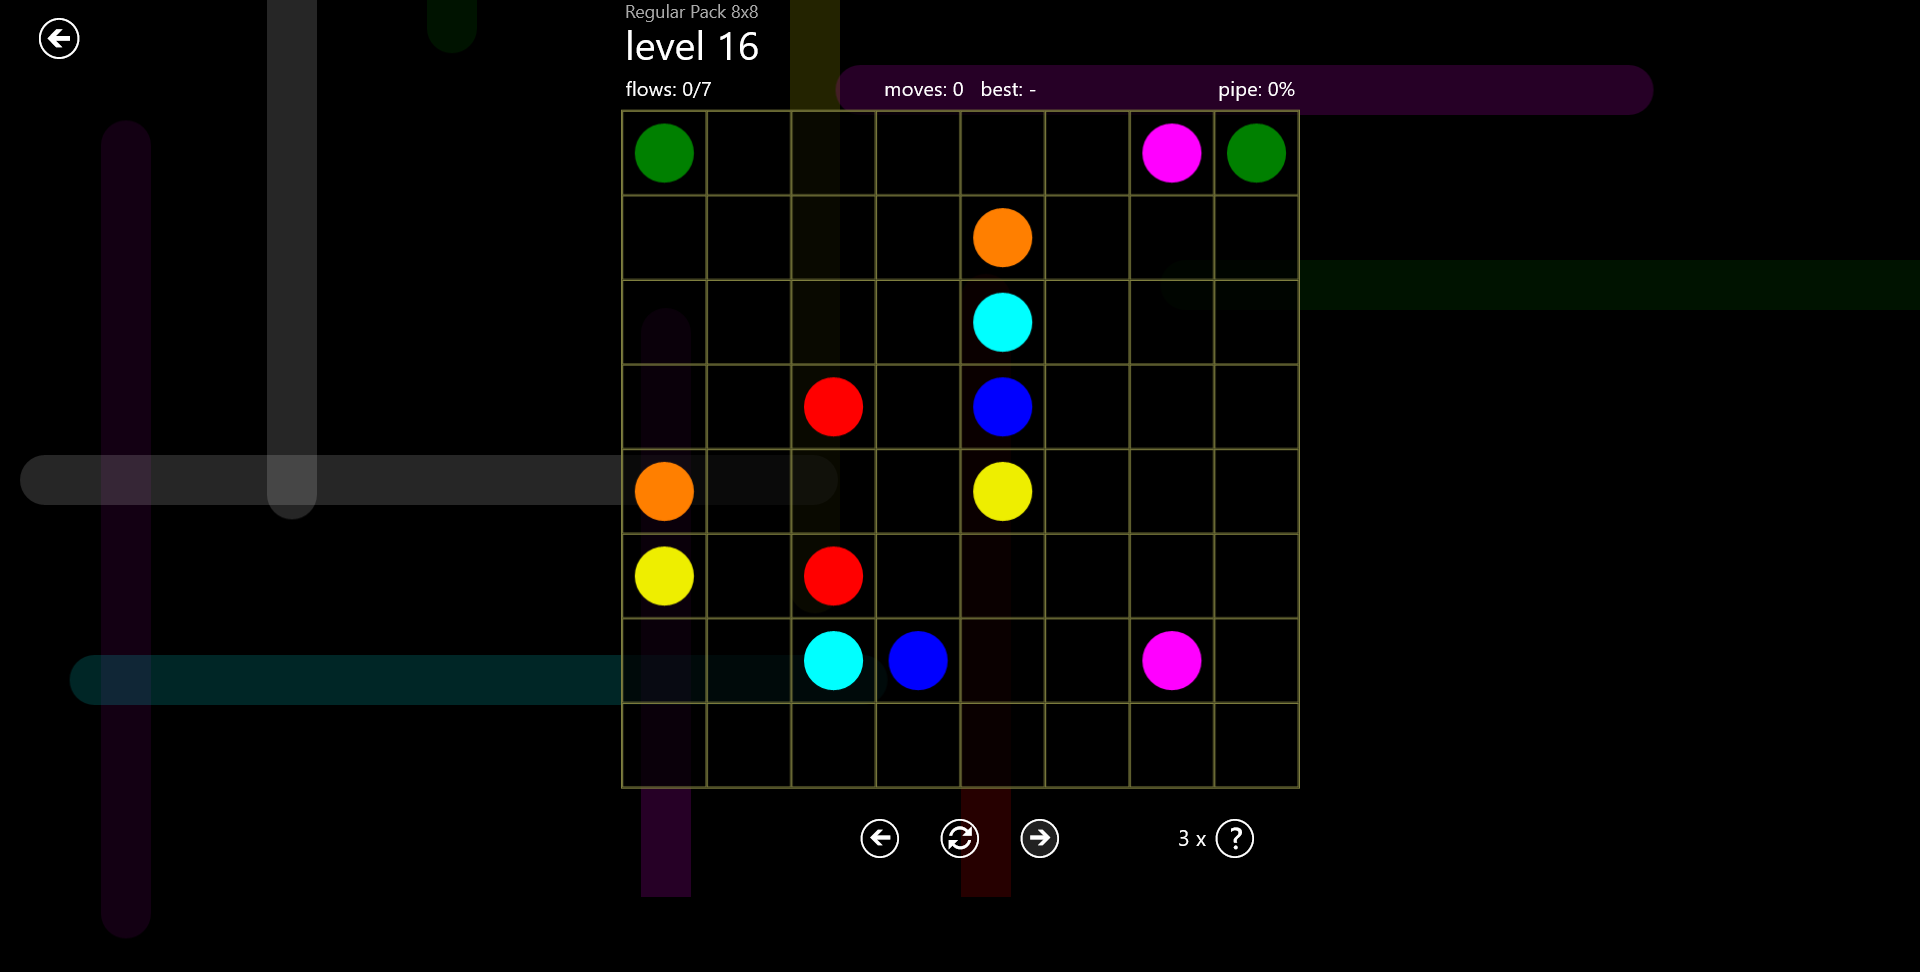 Regular Pack 8x8
level 16
flows: 0/7 moves: 0 best: - pipe: 0%
3 x ?